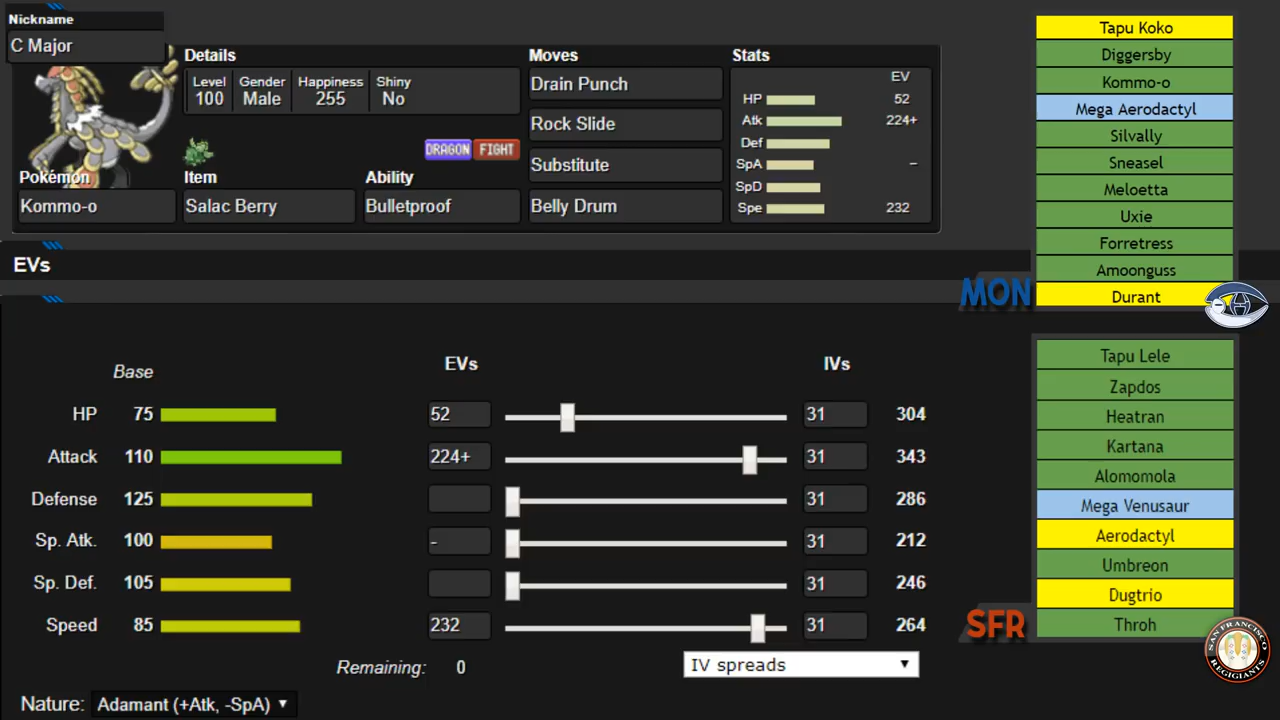 Nickname
C Major
Details
Level Gender Happiness Shiny
100 Male 255 No
DRAGON FIGHT
Pokémon Item Ability
Kommo-o Salac Berry Bulletproof
Moves
Drain Punch
Rock Slide
Substitute
Belly Drum
Stats
EV
HP 52
Atk 224+
Def
SpA –
SpD
Spe 232
EVs
Base EVs IVs
HP 75 52 31 304
Attack 110 224+ 31 343
Defense 125 31 286
Sp. Atk. 100 - 31 212
Sp. Def. 105 31 246
Speed 85 232 31 264
Remaining: 0
IV spreads
Nature: Adamant (+Atk, -SpA)
Tapu Koko
Diggersby
Kommo-o
Mega Aerodactyl
Silvally
Sneasel
Meloetta
Uxie
Forretress
Amoonguss
Durant
MON
Tapu Lele
Zapdos
Heatran
Kartana
Alomomola
Mega Venusaur
Aerodactyl
Umbreon
Dugtrio
Throh
SFR
SAN FRANCISCO
REGIGIANTS